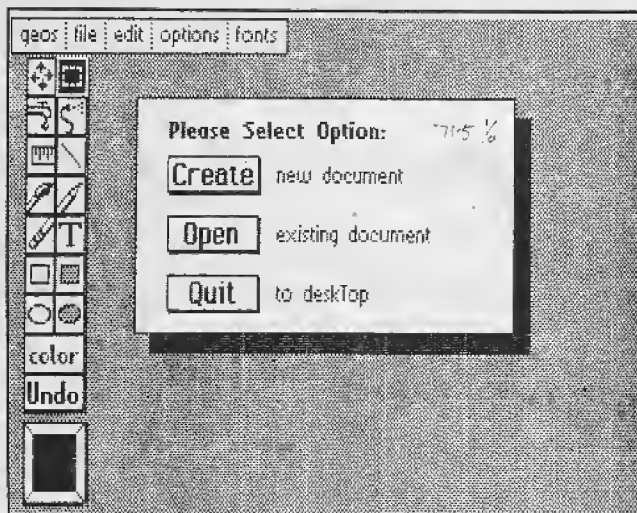 geos file edit options fonts
Please Select Option:
Create new document
Open existing document
Quit to deskTop
T
color
Undo